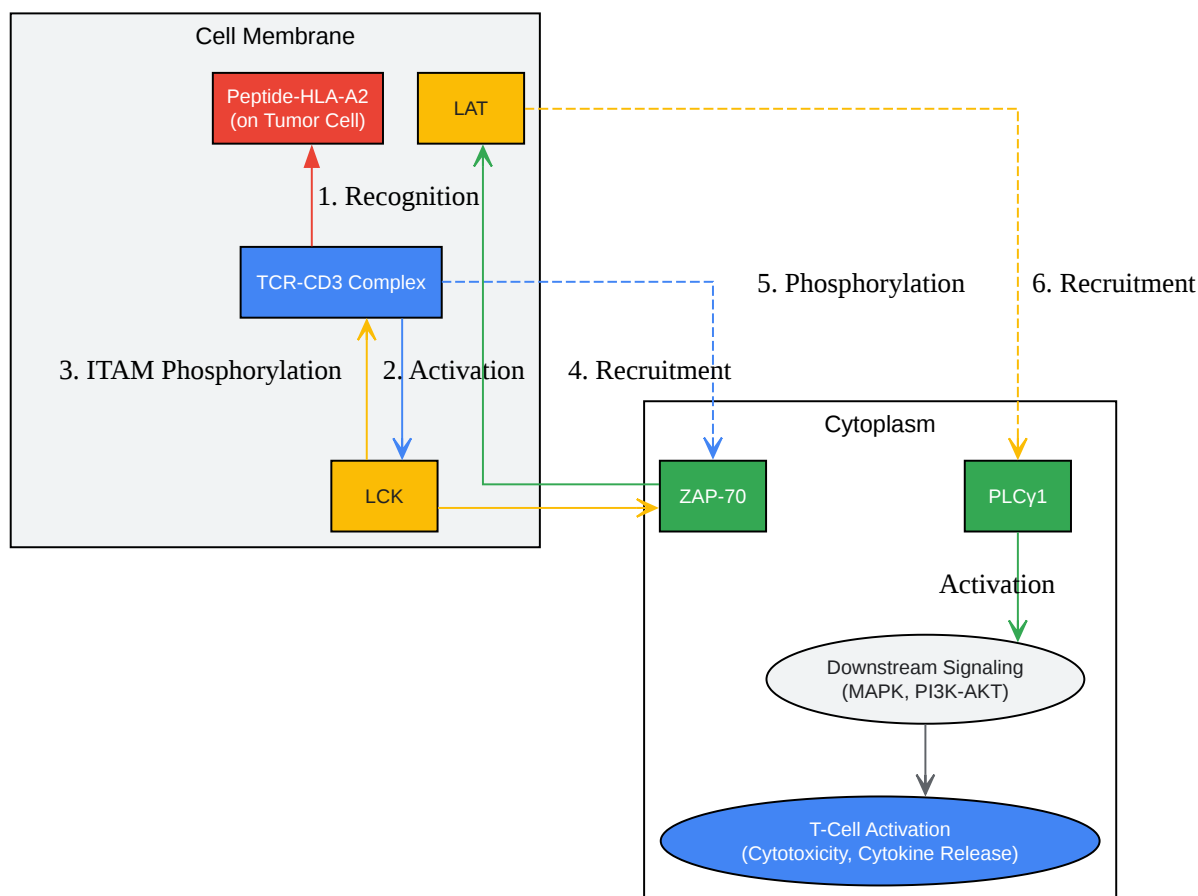 Cell Membrane
Peptide-HLA-A2
(on Tumor Cell)
LAT
1. Recognition
TCR-CD3 Complex
5. Phosphorylation
6. Recruitment
3. ITAM Phosphorylation
2. Activation
4. Recruitment
Cytoplasm
LCK
ZAP-70
PLCγ1
Activation
Downstream Signaling
(MAPK, PI3K-AKT)
T-Cell Activation
(Cytotoxicity, Cytokine Release)